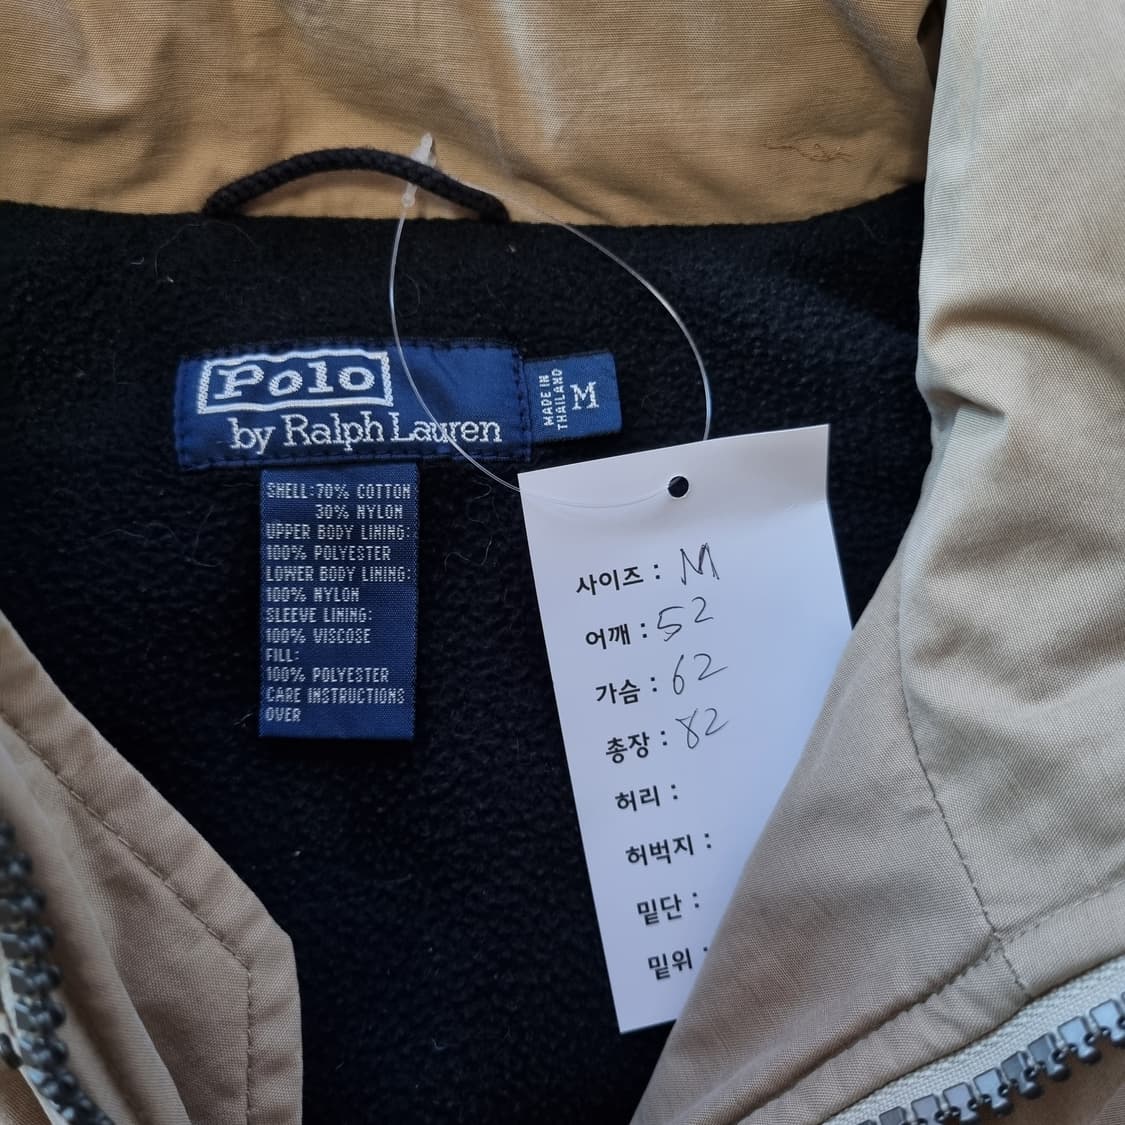 Polo
by Ralph Lauren
MADE IN
THAILAND
M
SHELL:70% COTTON
30% NYLON
UPPER BODY LINING:
100% POLYESTER
LOWER BODY LINING:
100% NYLON
SLEEVE LINING:
100% VISCOSE
FILL:
100% POLYESTER
CARE INSTRUCTIONS
OVER
사이즈 : M
어깨 : 52
가슴 : 62
총장 : 82
허리 :
허벅지 :
밑단 :
밑위 :